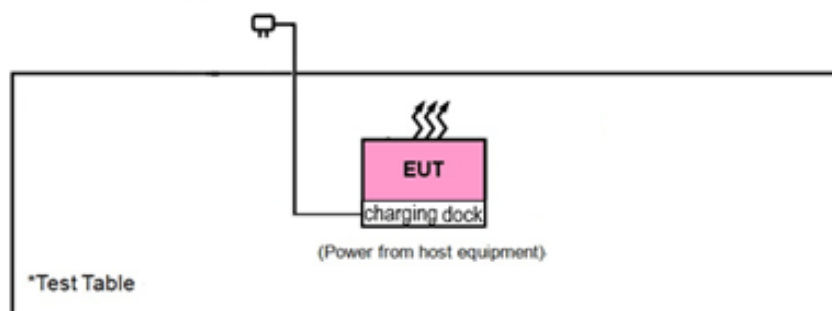 EUT
charging dock
(Power from host equipment)
*Test Table